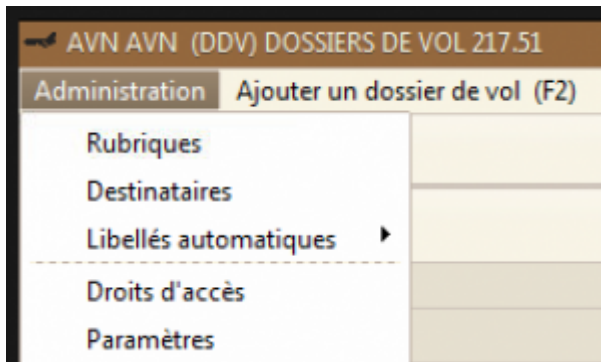 AVN AVN (DDV) DOSSIERS DE VOL 217.51
Administration Ajouter un dossier de vol (F2)
Rubriques
Destinataires
Libellés automatiques
Droits d'accès
Paramètres